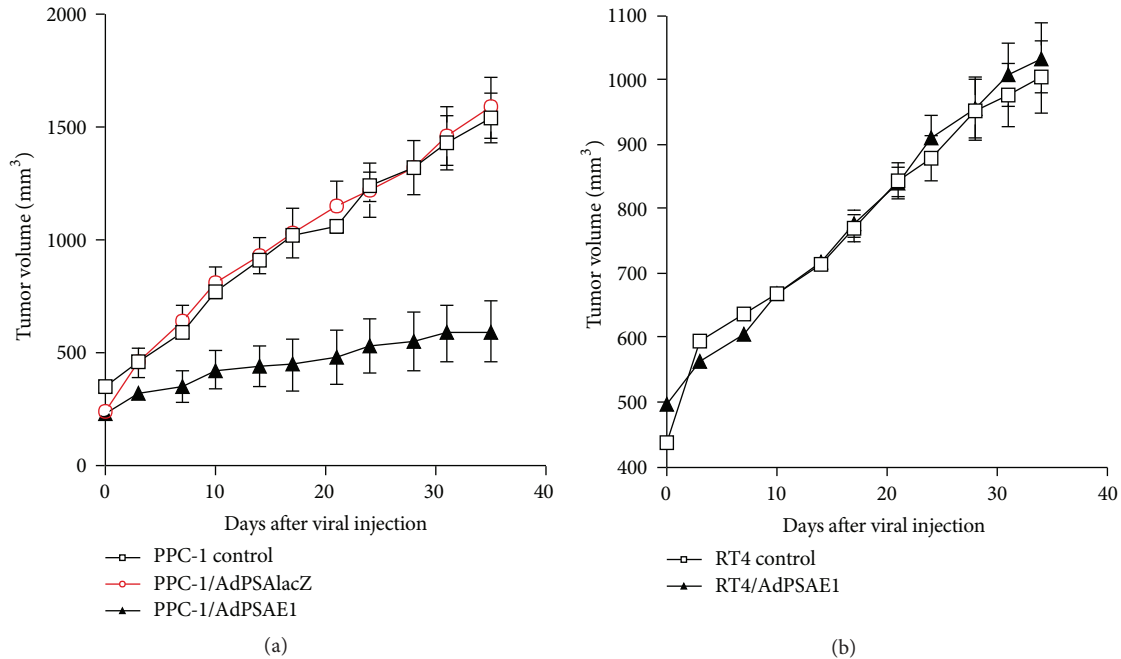 2000
1500
1000
500
0
Tumor volume (mm³)
0 10 20 30 40
Days after viral injection
PPC-1 control
PPC-1/AdPSAlacZ
PPC-1/AdPSAE1
(a)
1100
1000
900
800
700
600
500
400
Tumor volume (mm³)
0 10 20 30 40
Days after viral injection
RT4 control
RT4/AdPSAE1
(b)